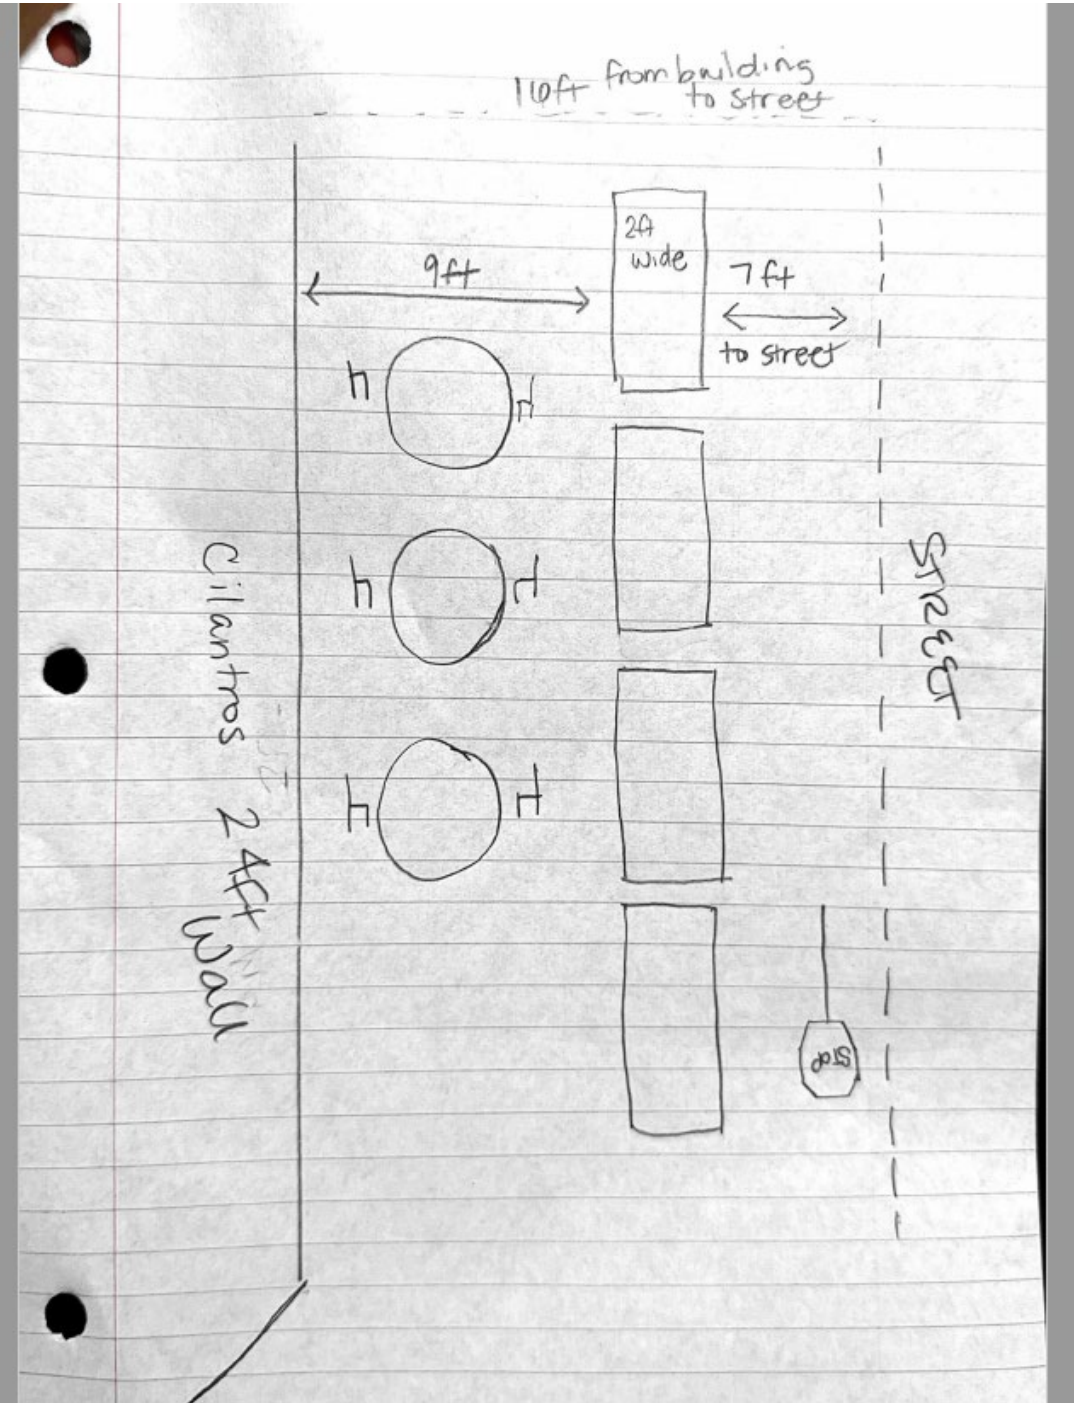 16ft from building
to street
2ft
wide
9ft
7ft
to street
STREET
Cilantros 24ft
Wall
STOP